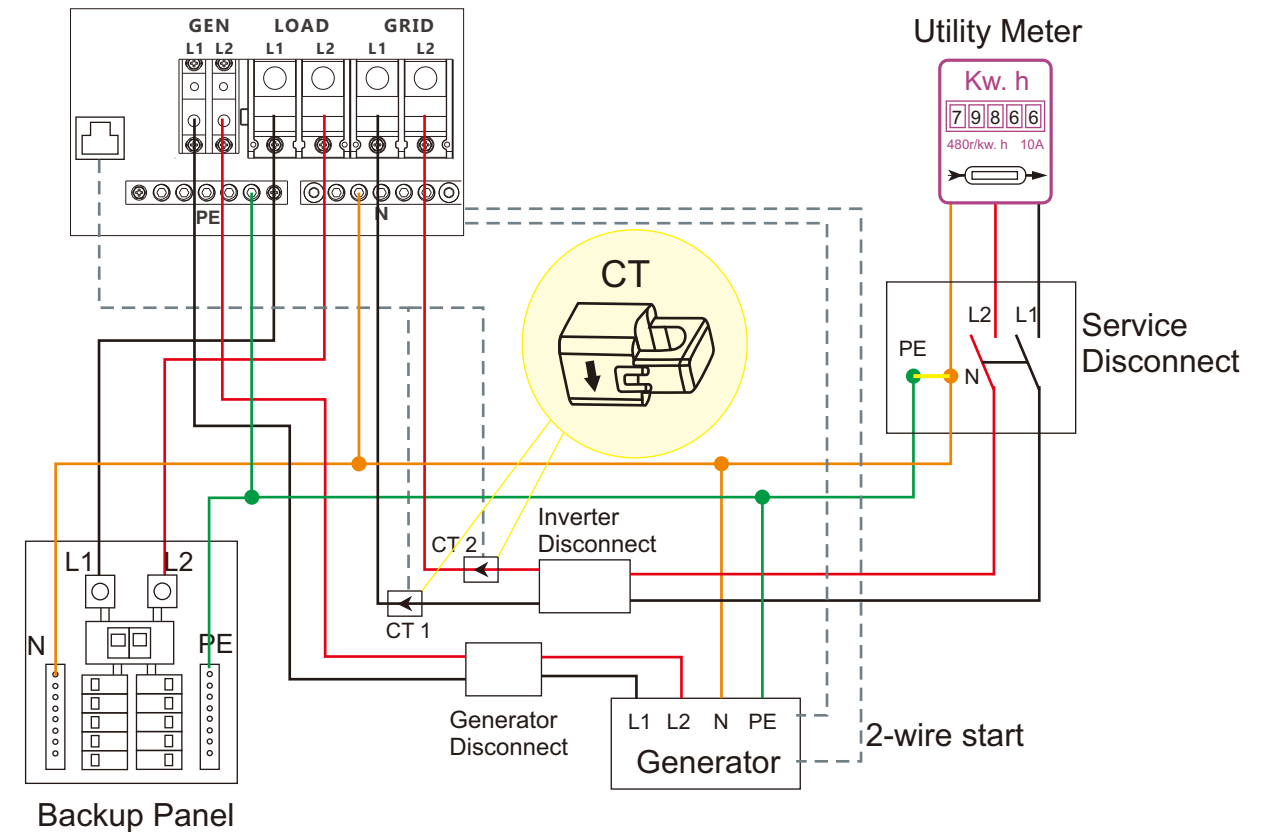 GEN LOAD GRID
L1 L2 L1 L2 L1 L2
PE
N
Utility Meter
Kw. h
79866
480r/kw. h 10A
CT
L2 L1
PE
N
Service
Disconnect
Inverter
Disconnect
CT 2
CT 1
L1 L2
N PE
Backup Panel
Generator
Disconnect
L1 L2 N PE
Generator
2-wire start